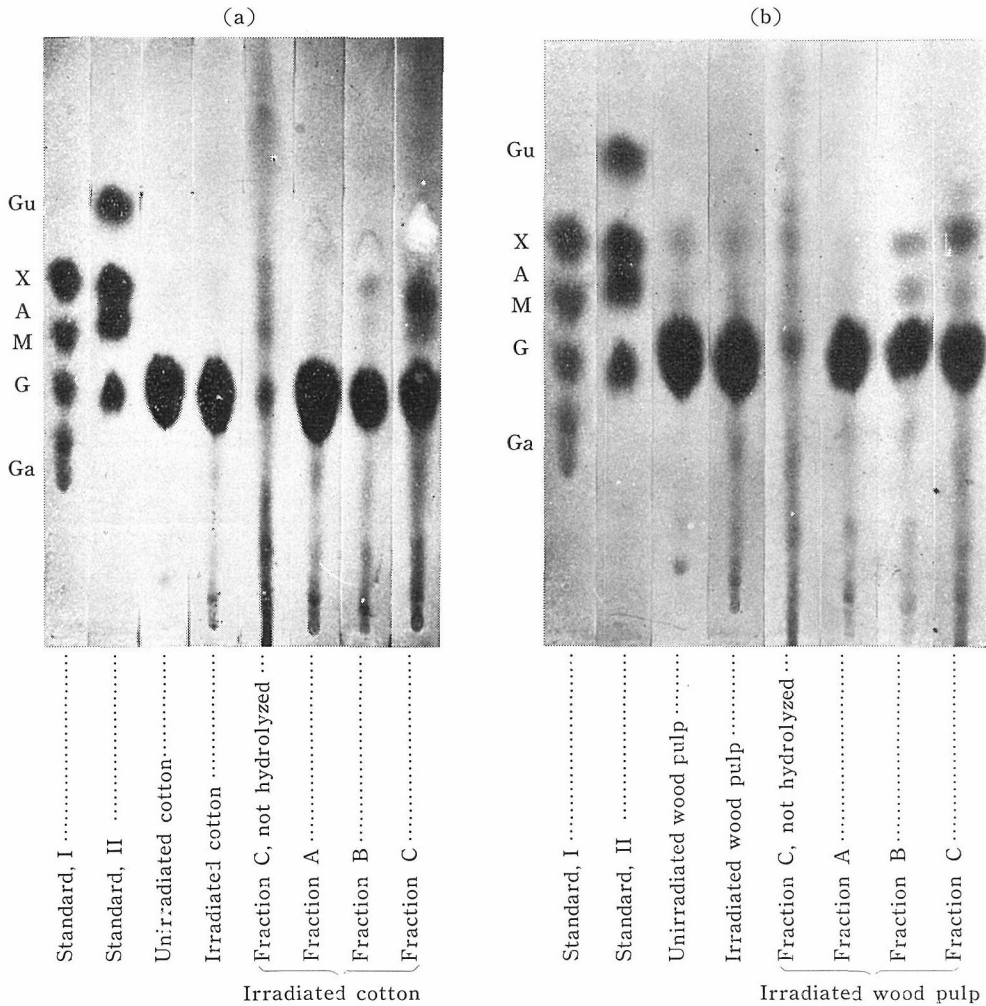 (a)
Gu
X
A
M
G
Ga
Standard, I
Standard, II
Unirradiated cotton
Irradiated cotton
Fraction C, not hydrolyzed
Fraction A
Fraction B
Fraction C
Irradiated cotton
(b)
Gu
X
A
M
G
Ga
Standard, I
Standard, II
Unirradiated wood pulp
Irradiated wood pulp
Fraction C, not hydrolyzed
Fraction A
Fraction B
Fraction C
Irradiated wood pulp